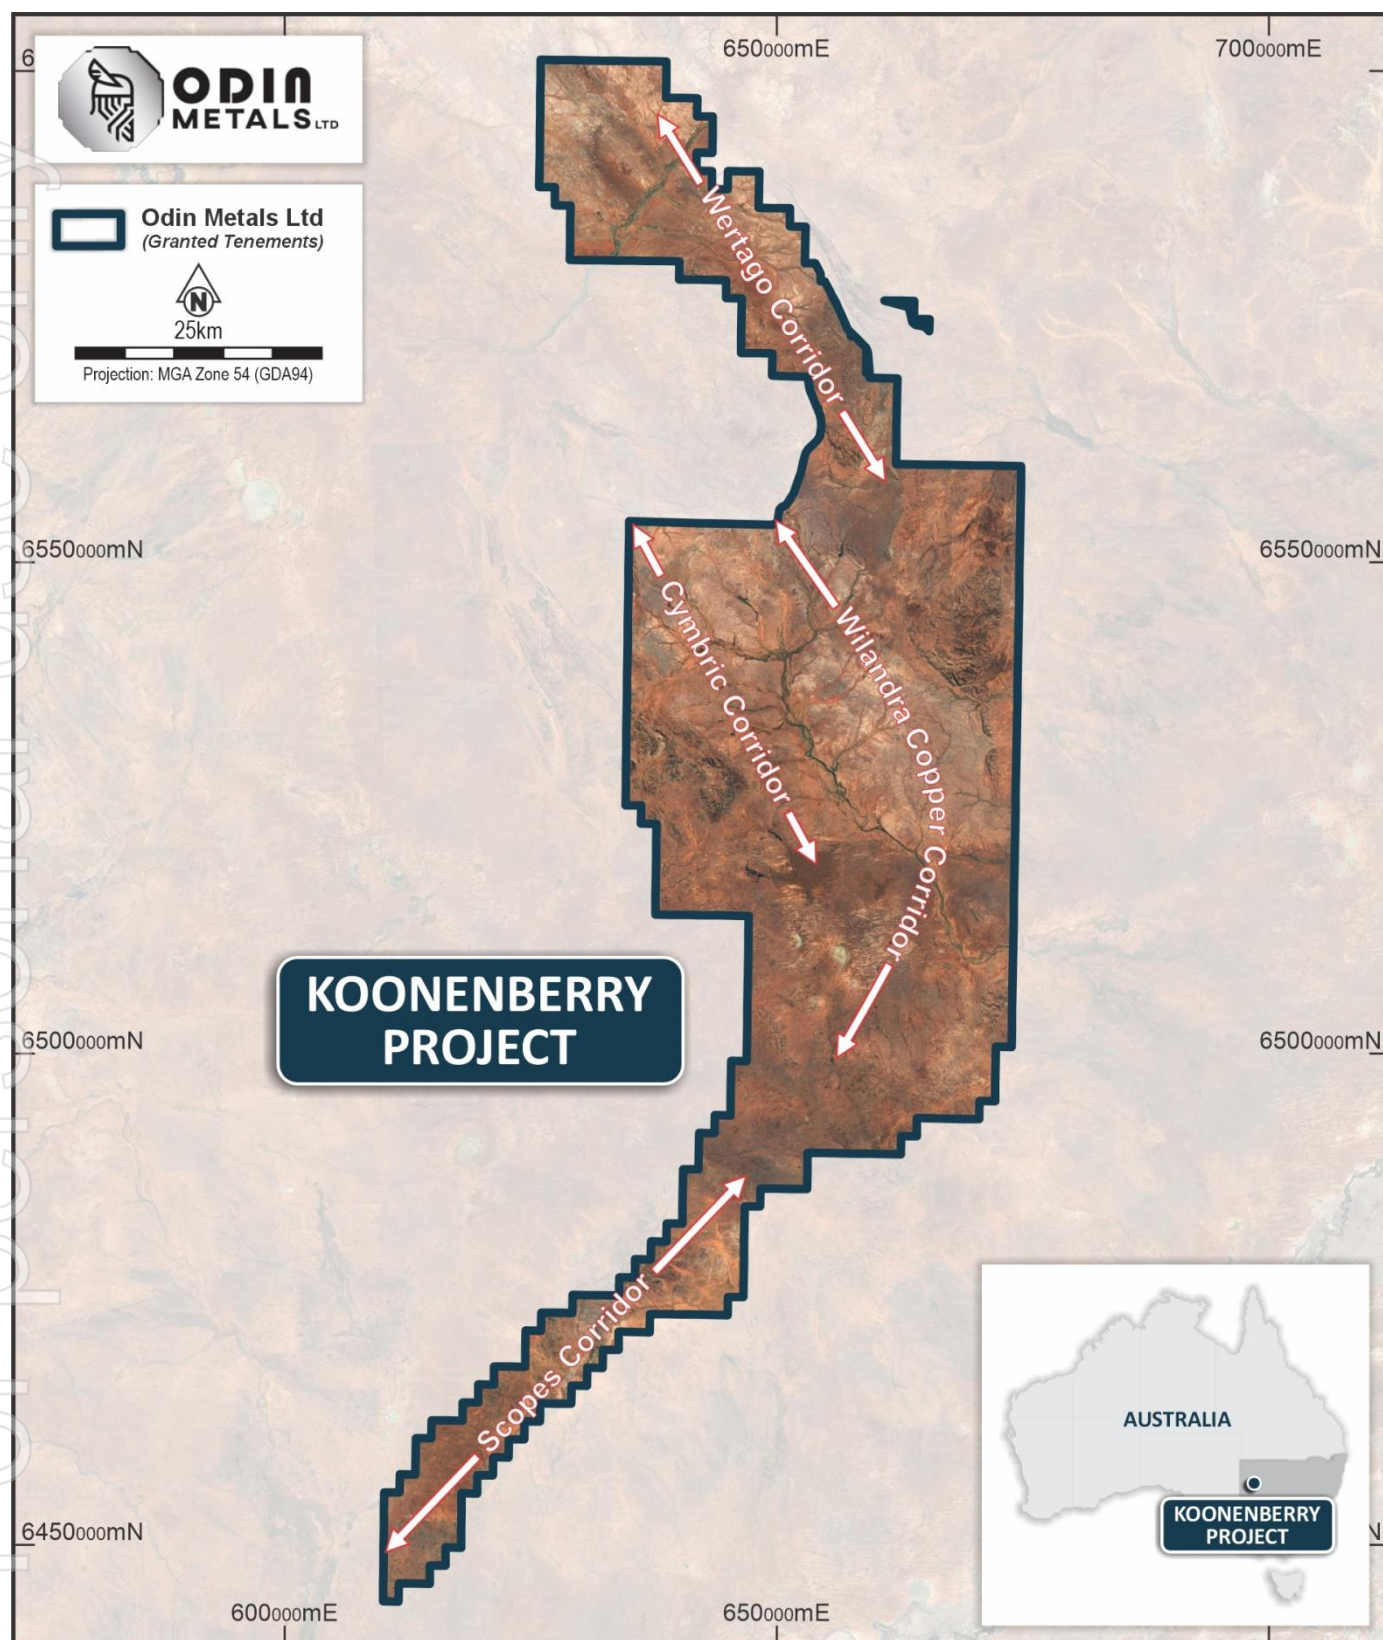 650000mE
700000mE
ODIN
METALS LTD
Odin Metals Ltd
(Granted Tenements)
N
25km
Projection: MGA Zone 54 (GDA94)
Wertago Corridor
6550000mN
6550000mN
Cymbric Corridor
Wilandra Copper Corridor
KOONENBERRY
PROJECT
6500000mN
6500000mN
Scopes Corridor
AUSTRALIA
KOONENBERRY
PROJECT
6450000mN
600000mE
650000mE